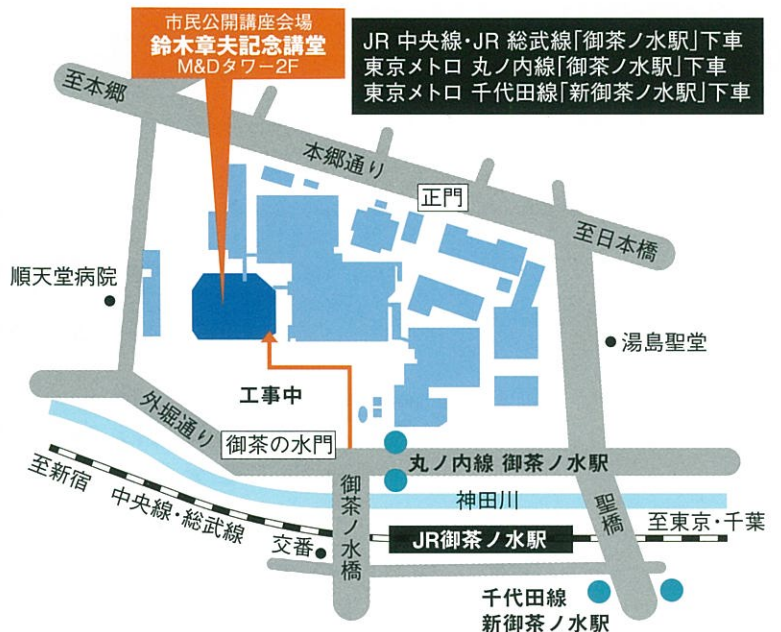 市民公開講座会場
鈴木章夫記念講堂
M&Dタワー2F
JR 中央線・JR 総武線「御茶ノ水駅」下車
東京メトロ 丸ノ内線「御茶ノ水駅」下車
東京メトロ 千代田線「新御茶ノ水駅」下車
至本郷
本郷通り
正門
至日本橋
順天堂病院
湯島聖堂
工事中
外堀通り
御茶の水門
丸ノ内線 御茶ノ水駅
至新宿
中央線・総武線
御茶ノ水橋
神田川
聖橋
至東京・千葉
交番
JR御茶ノ水駅
千代田線
新御茶ノ水駅